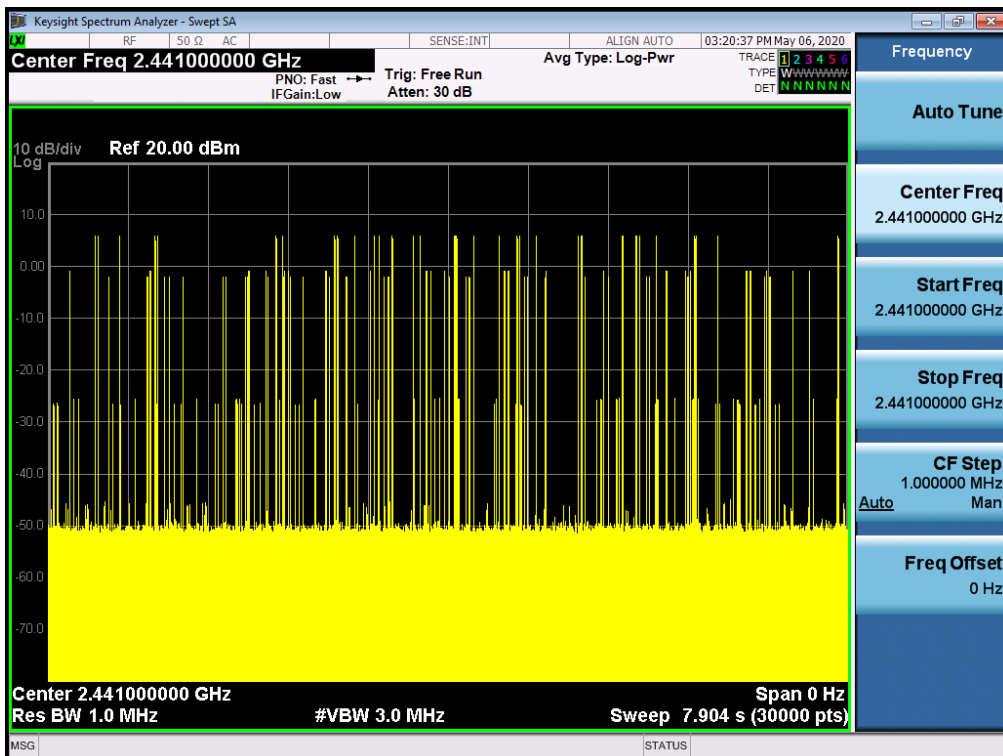 Keysight Spectrum Analyzer - Swept SA
LXI RF 50 Ω AC SENSE:INT ALIGN AUTO 03:20:37 PM May 06, 2020
Center Freq 2.441000000 GHz
PNO: Fast
IFGain:Low
Trig: Free Run
Atten: 30 dB
Avg Type: Log-Pwr
TRACE 1 2 3 4 5 6
TYPE WWWWWW
DET N N N N N N
10 dB/div Ref 20.00 dBm
Log
10.0
0.00
-10.0
-20.0
-30.0
-40.0
-50.0
-60.0
-70.0
Center 2.441000000 GHz Span 0 Hz
Res BW 1.0 MHz #VBW 3.0 MHz Sweep 7.904 s (30000 pts)
MSG STATUS
Frequency
Auto Tune
Center Freq
2.441000000 GHz
Start Freq
2.441000000 GHz
Stop Freq
2.441000000 GHz
CF Step
1.000000 MHz
Auto Man
Freq Offset
0 Hz